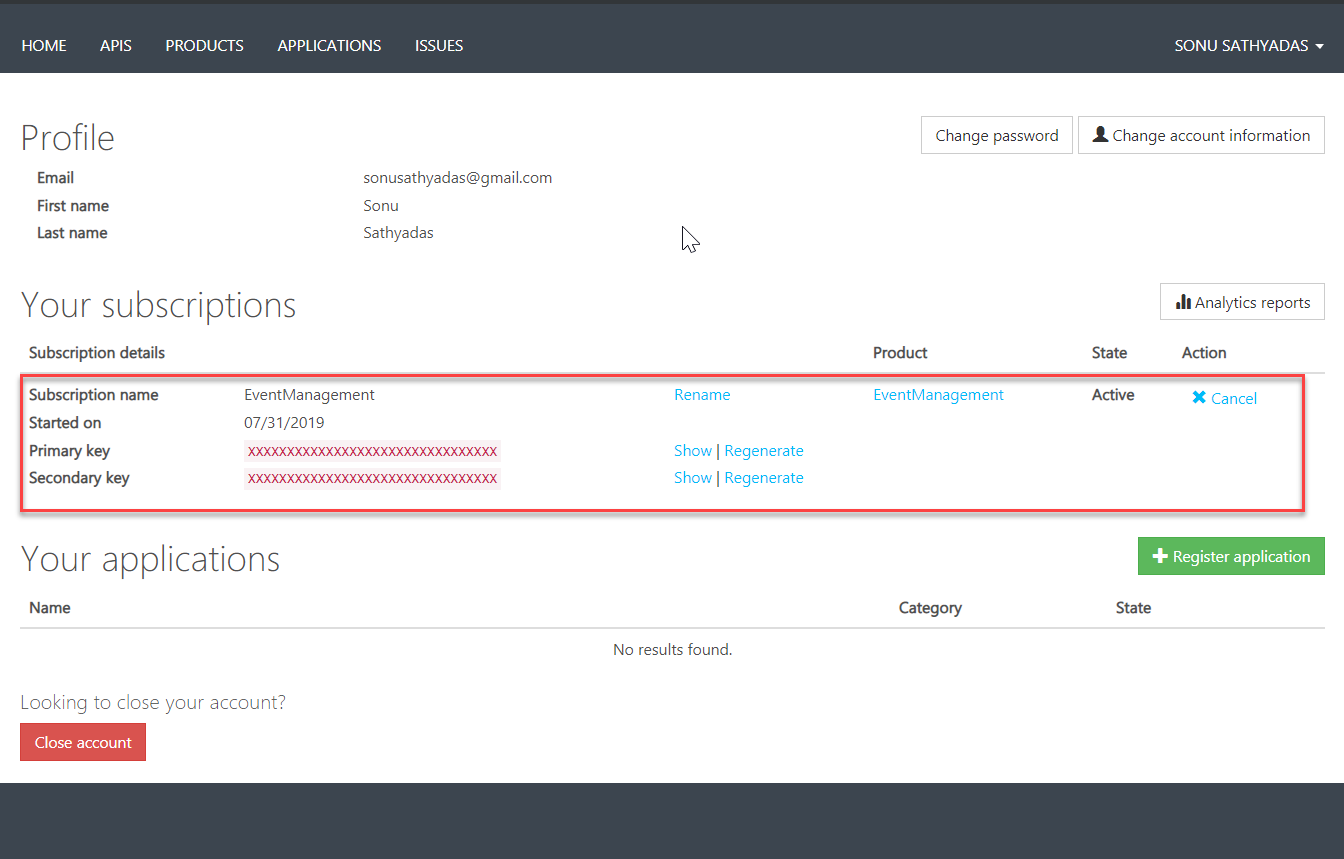 HOME APIS PRODUCTS APPLICATIONS ISSUES SONU SATHYADAS
Profile Change password Change account information
Email sonusathyadas@gmail.com
First name Sonu
Last name Sathyadas
Your subscriptions Analytics reports
Subscription details Product State Action
Subscription name EventManagement Rename EventManagement Active Cancel
Started on 07/31/2019
Primary key XXXXXXXXXXXXXXXXXXXXXXXXXXXXXXXX Show | Regenerate
Secondary key XXXXXXXXXXXXXXXXXXXXXXXXXXXXXXXX Show | Regenerate
Your applications Register application
Name Category State
No results found.
Looking to close your account?
Close account